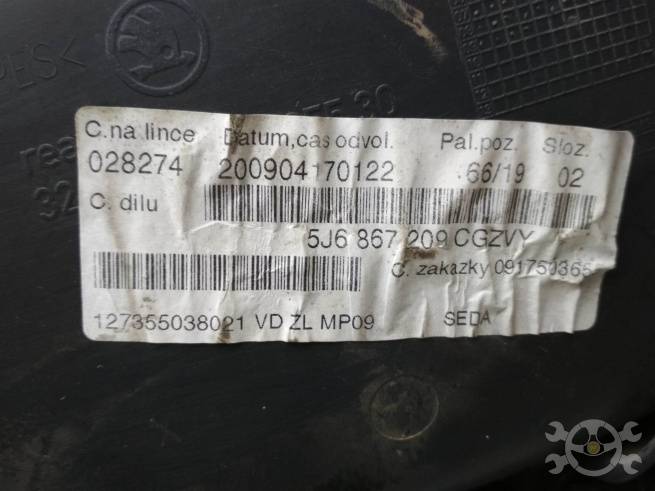 PESK
C.na lince Datum,cas odvol. Pal.poz. Sloz.
028274 200904170122 66/19 02
C. dilu
5J6 867 209 CGZVY
C. zakazky 091750365
127355038021 VD ZL MP09 SEDA